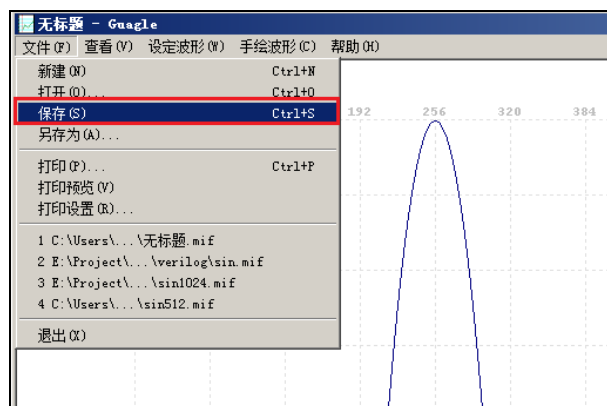 无标题 - Guagle
文件(F) 查看(V) 设定波形(W) 手绘波形(C) 帮助(H)
新建(N) Ctrl+N
打开(O)... Ctrl+O
保存(S) Ctrl+S
另存为(A)...
打印(P)... Ctrl+P
打印预览(V)
打印设置(R)...
1 C:\Users\...\无标题.mif
2 E:\Project\...\verilog\sin.mif
3 E:\Project\...\sin1024.mif
4 C:\Users\...\sin512.mif
退出(X)
192 256 320 384